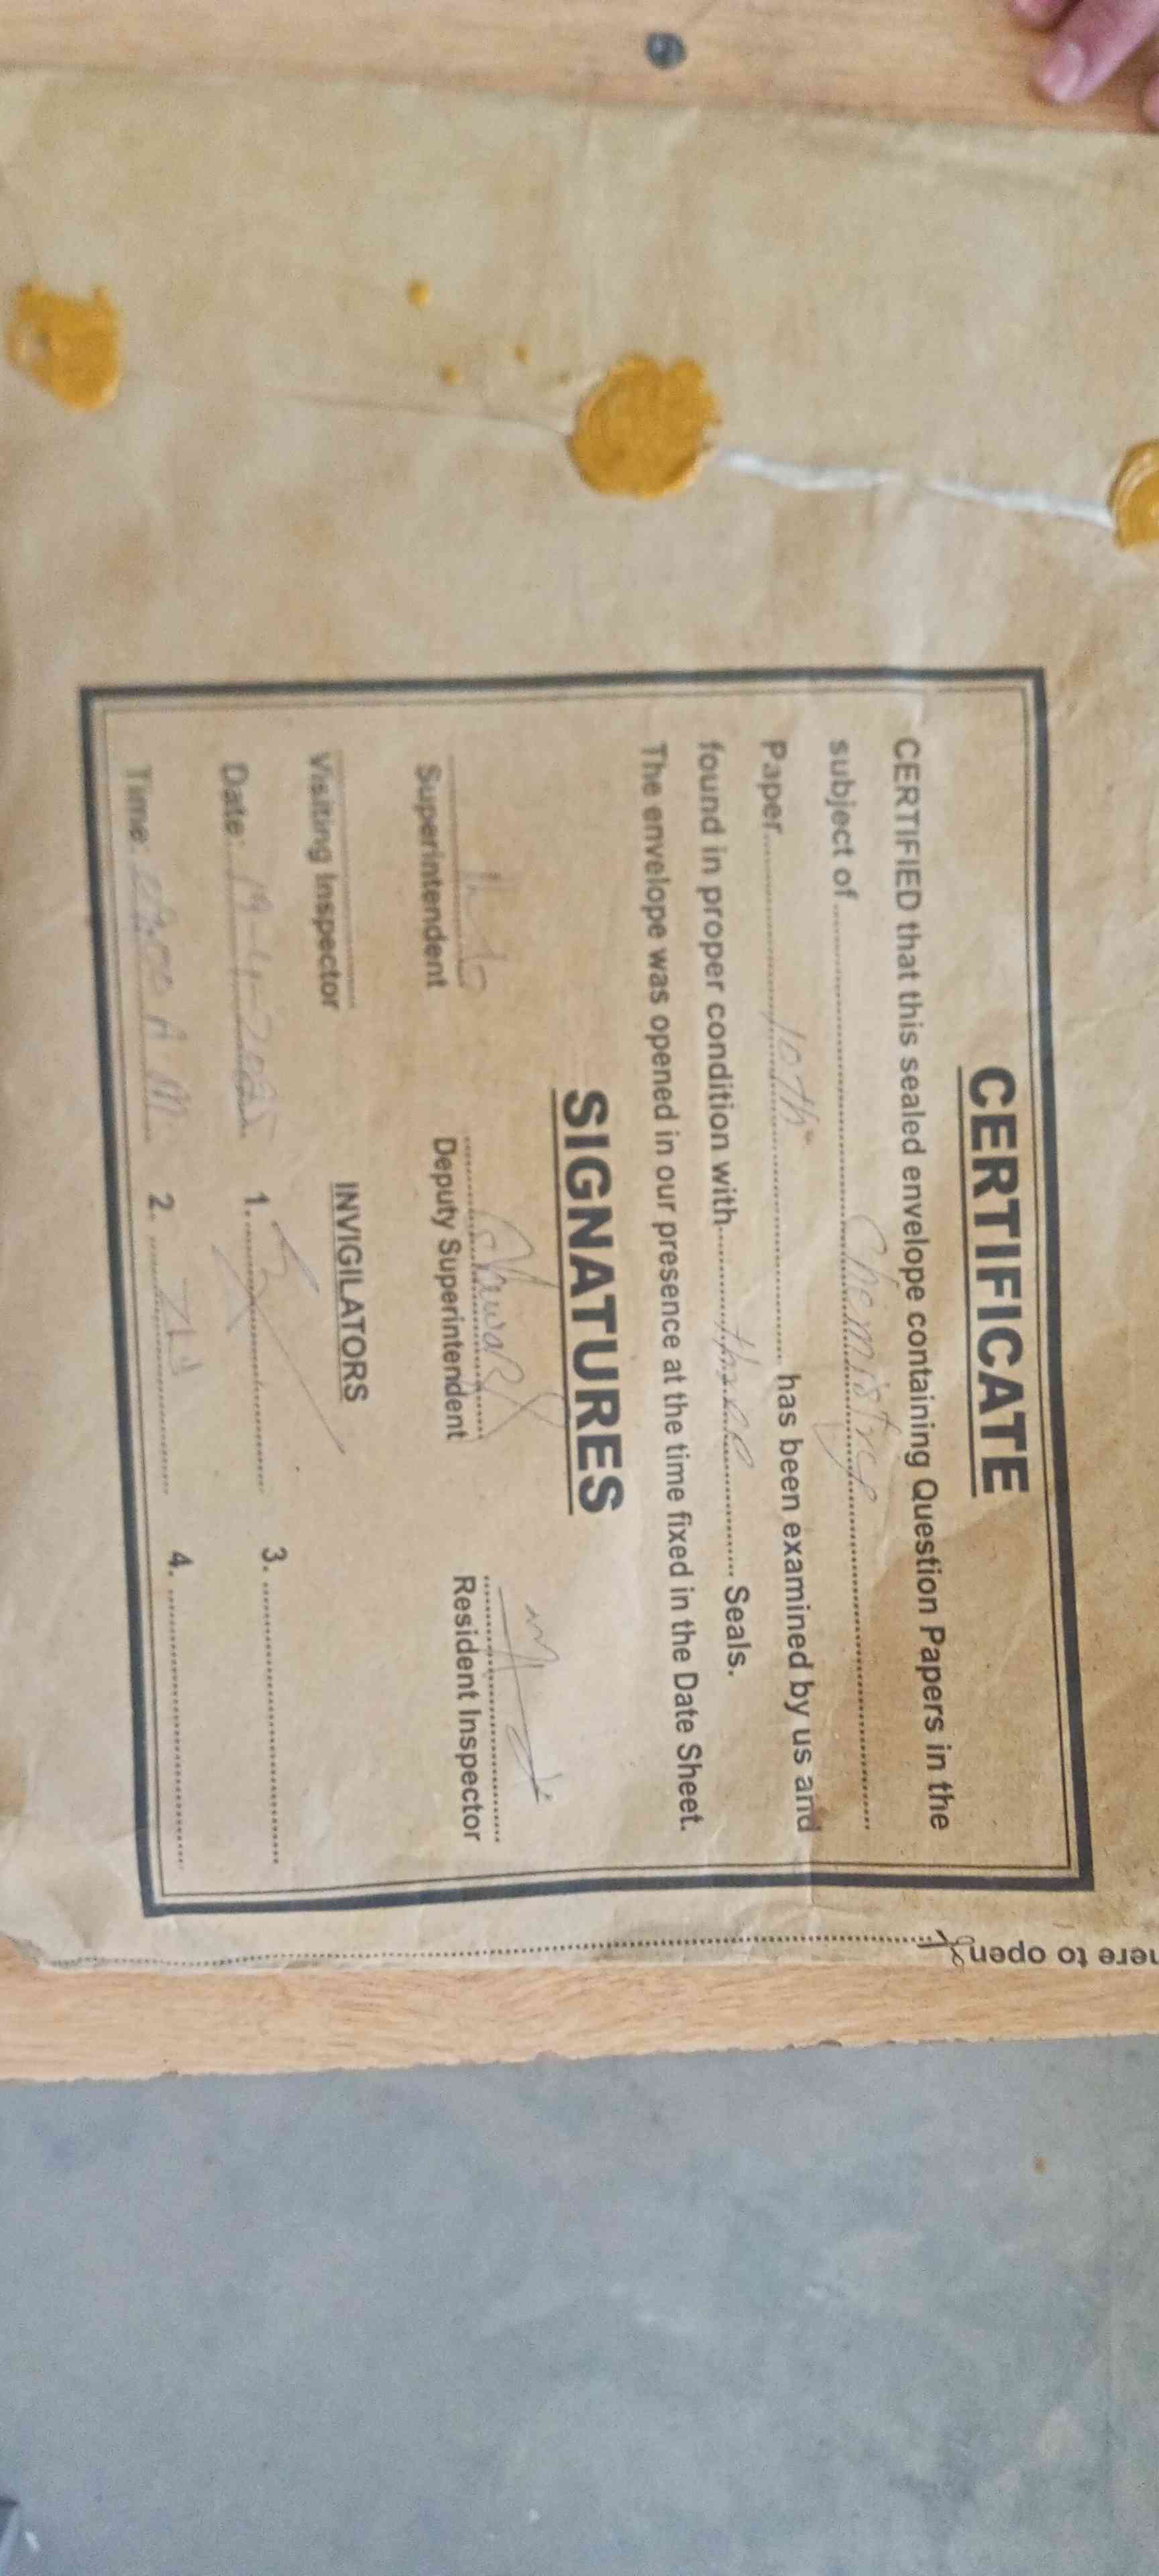 CERTIFICATE
CERTIFIED that this sealed envelope containing Question Papers in the
subject of Chemistry
Paper 10th has been examined by us and
found in proper condition with three Seals.
The envelope was opened in our presence at the time fixed in the Date Sheet.
SIGNATURES
Superintendent Deputy Superintendent Resident Inspector
Visiting Inspector INVIGILATORS
Date: 1. 3.
Time: A M 2. 4.
here to open